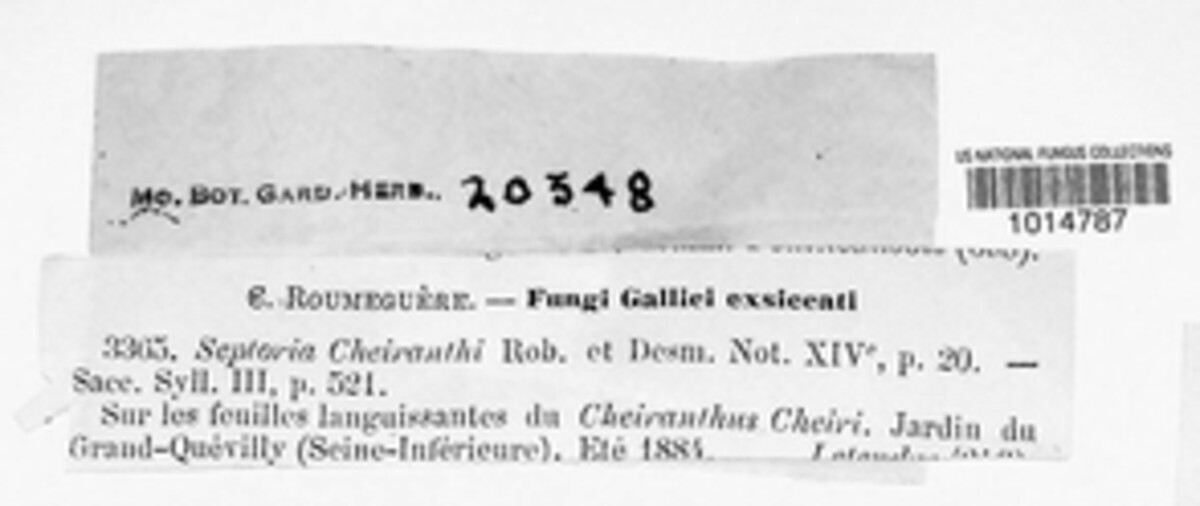 Mo. Bot. Gard. Herb.. 20348
US NATIONAL FUNGUS COLLECTIONS
1014787
C. Roumeguère. — Fungi Gallici exsiccati
3365. Septoria Cheiranthi Rob. et Desm. Not. XIVe, p. 20. —
Sacc. Syll. III, p. 521.
Sur les feuilles languissantes du Cheiranthus Cheiri. Jardin du
Grand-Quévilly (Seine-Inférieure). Eté 1884.